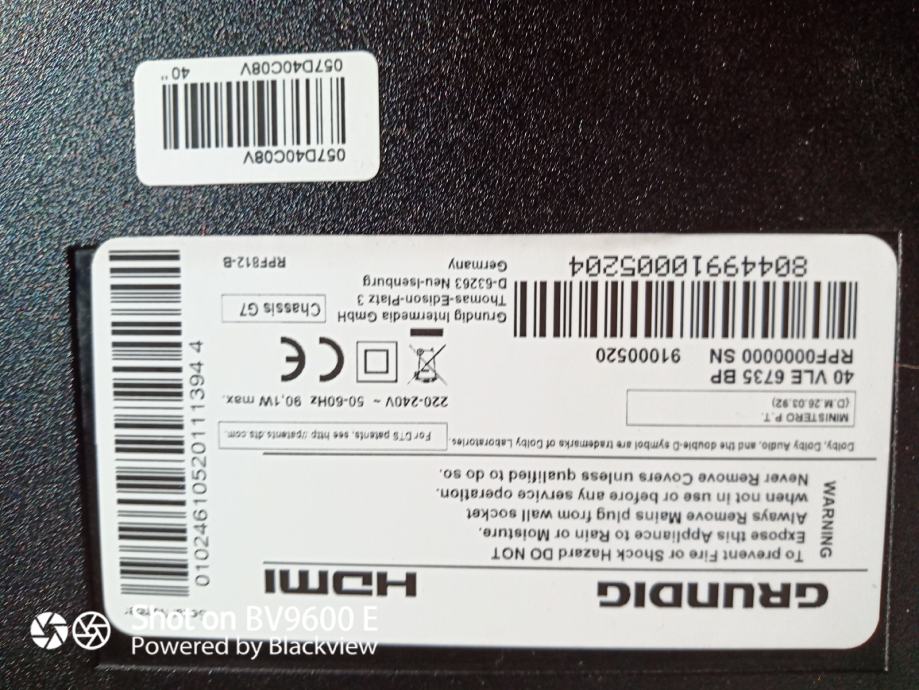 GRUNDIG
HDMI
WARNING
To prevent Fire or Shock Hazard DO NOT
Expose this Appliance to Rain or Moisture.
Always Remove Mains plug from wall socket
when not in use or before any service operation.
Never Remove Covers unless qualified to do so.
Dolby, Dolby Audio, and the double-D symbol are trademarks of Dolby Laboratories.
For DTS patents, see http://patents.dts.com.
MINISTERO P.T.
(D.M.26.03.92)
220-240V ~ 50-60Hz 90,1W max.
40 VLE 6735 BP
RPF0000000 SN 91000520
CE
80449910005204
Grundig Intermedia GmbH
Thomas-Edison-Platz 3
D-63263 Neu-Isenburg
Germany
Chassis G7
RPF812-B
010246105201111394 4
057D40C08V
057D40C08V 40"
Shot on BV9600 E
Powered by Blackview